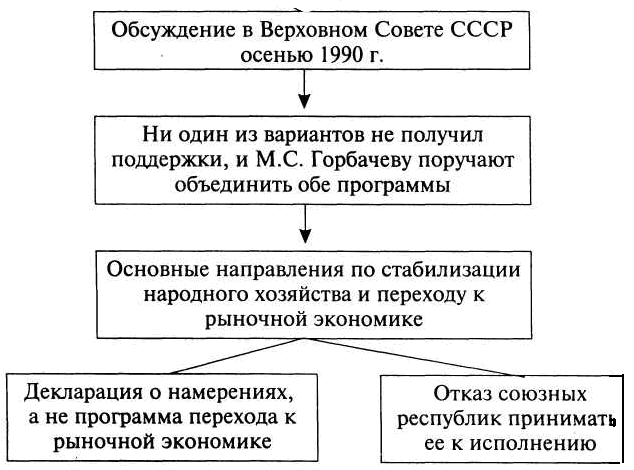 Обсуждение в Верховном Совете СССР
осенью 1990 г.
Ни один из вариантов не получил
поддержки, и М.С. Горбачеву поручают
объединить обе программы
Основные направления по стабилизации
народного хозяйства и переходу к
рыночной экономике
Декларация о намерениях,
а не программа перехода к
рыночной экономике
Отказ союзных
республик принимать
ее к исполнению